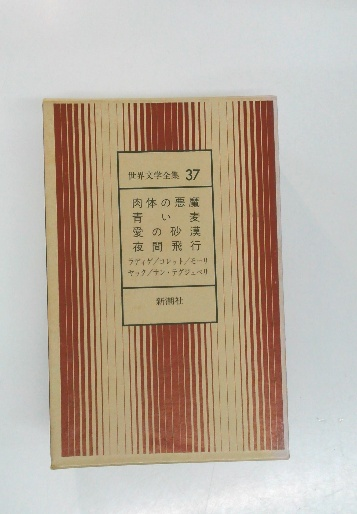 世界文学全集 37
肉体の悪魔
青い麦
愛の砂漠
夜間飛行
ラディゲ/コレット/モーリ
ヤック/サン・テグジュペリ
新潮社